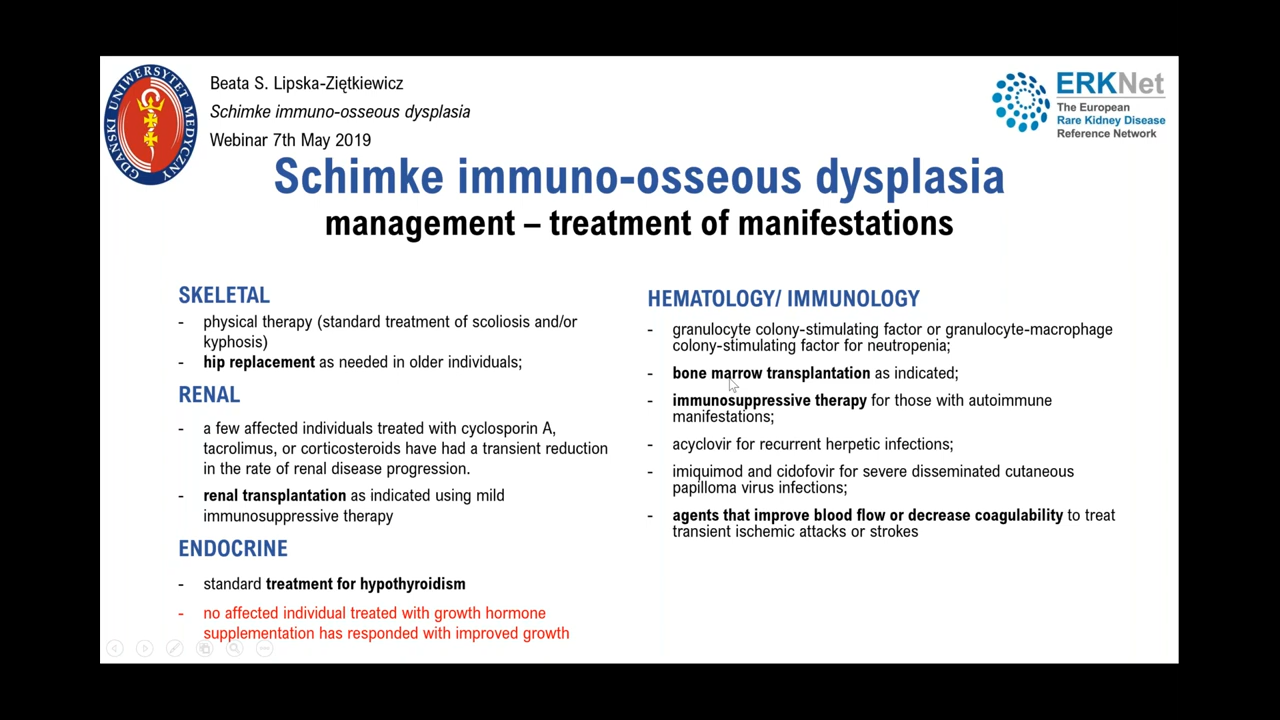 GDAŃSKI UNIWERSYTET MEDYCZNY
Beata S. Lipska-Ziętkiewicz
Schimke immuno-osseous dysplasia
Webinar 7th May 2019
ERKNet
The European
Rare Kidney Disease
Reference Network
Schimke immuno-osseous dysplasia
management – treatment of manifestations
SKELETAL
- physical therapy (standard treatment of scoliosis and/or
kyphosis)
- hip replacement as needed in older individuals;
RENAL
- a few affected individuals treated with cyclosporin A,
tacrolimus, or corticosteroids have had a transient reduction
in the rate of renal disease progression.
- renal transplantation as indicated using mild
immunosuppressive therapy
ENDOCRINE
- standard treatment for hypothyroidism
- no affected individual treated with growth hormone
supplementation has responded with improved growth
HEMATOLOGY/ IMMUNOLOGY
- granulocyte colony-stimulating factor or granulocyte-macrophage
colony-stimulating factor for neutropenia;
- bone marrow transplantation as indicated;
- immunosuppressive therapy for those with autoimmune
manifestations;
- acyclovir for recurrent herpetic infections;
- imiquimod and cidofovir for severe disseminated cutaneous
papilloma virus infections;
- agents that improve blood flow or decrease coagulability to treat
transient ischemic attacks or strokes